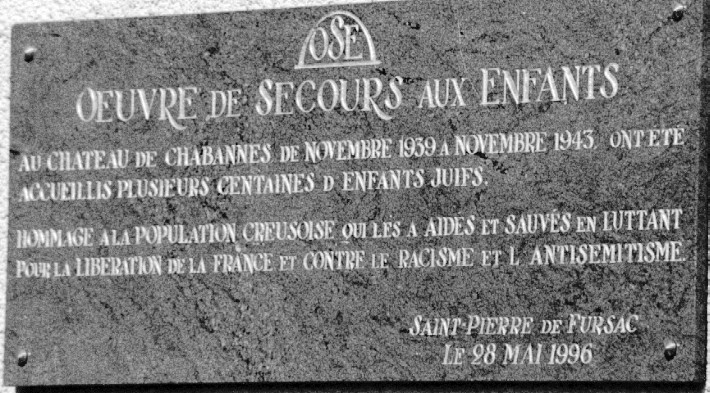 OSE
OEUVRE DE SECOURS AUX ENFANTS
AU CHATEAU DE CHABANNES DE NOVEMBRE 1939 A NOVEMBRE 1943 ONT ETE
ACCUEILLIS PLUSIEURS CENTAINES D ENFANTS JUIFS.
HOMMAGE A LA POPULATION CREUSOISE QUI LES A AIDES ET SAUVES EN LUTTANT
POUR LA LIBERATION DE LA FRANCE ET CONTRE LE RACISME ET L ANTISEMITISME.
SAINT-PIERRE DE FURSAC
LE 28 MAI 1996